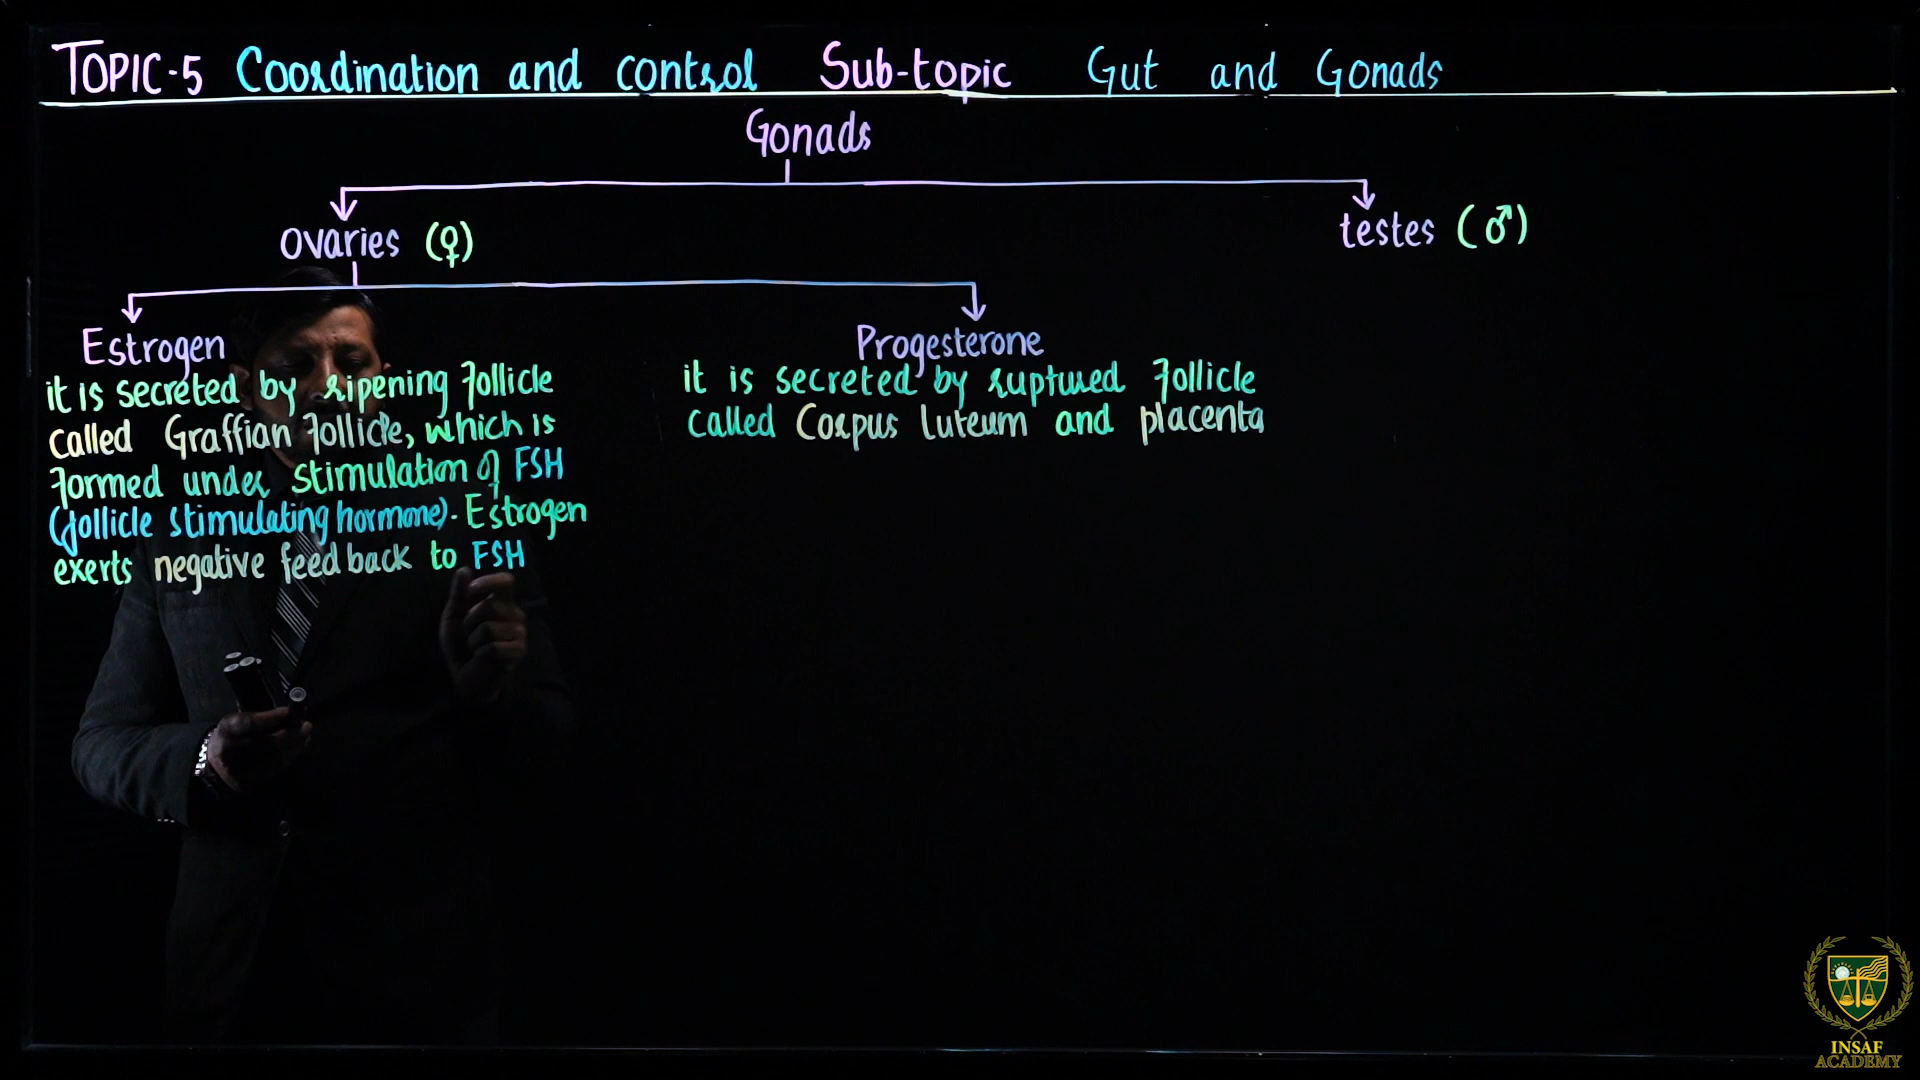 TOPIC-5 Coordination and control Sub-topic Gut and Gonads
Gonads
Ovaries (♀)
testes (♂)
Estrogen
it is secreted by ripening follicle
called Graffian follicle, which is
formed under stimulation of FSH
(follicle stimulating hormone). Estrogen
exerts negative feed back to FSH
Progesterone
it is secreted by ruptured follicle
called Corpus luteum and placenta
INSAF
ACADEMY